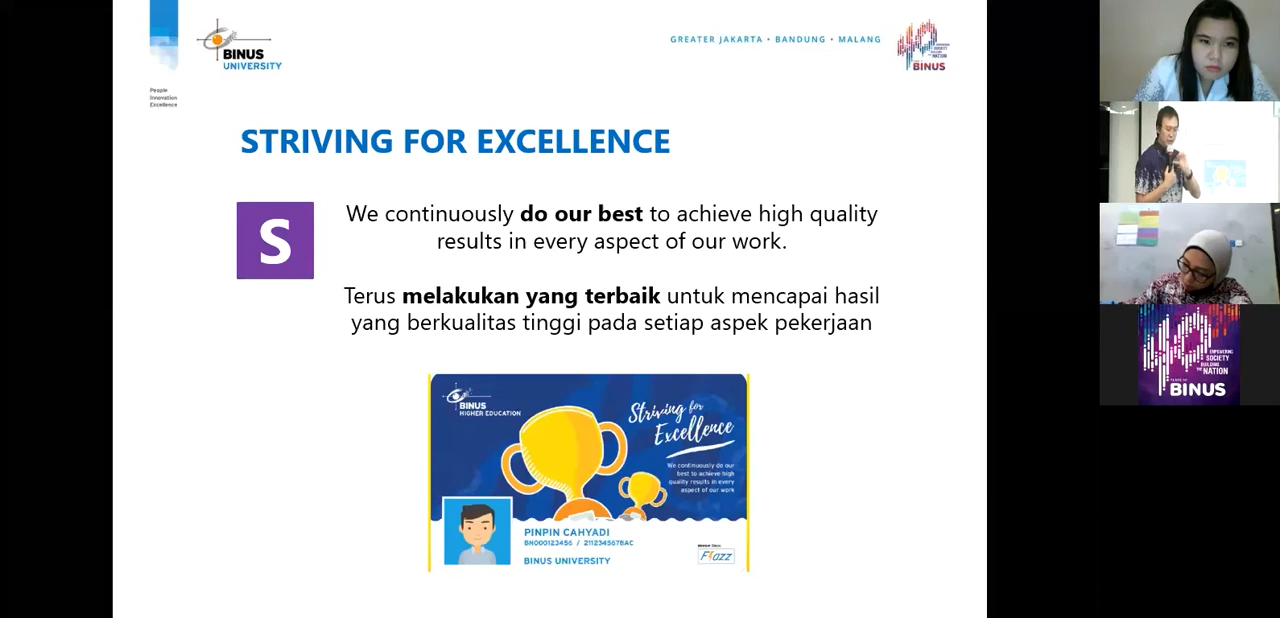 BINUS
UNIVERSITY
People
Innovation
Excellence
GREATER JAKARTA • BANDUNG • MALANG
BINUS
STRIVING FOR EXCELLENCE
S
We continuously do our best to achieve high quality
results in every aspect of our work.
Terus melakukan yang terbaik untuk mencapai hasil
yang berkualitas tinggi pada setiap aspek pekerjaan
BINUS
HIGHER EDUCATION
Striving for
Excellence
We continuously do our
best to achieve high
quality results in every
aspect of our work
PINPIN CAHYADI
BN000123456 / 2112345678AC
BINUS UNIVERSITY
Flazz
40
EMPOWERING
SOCIETY
BUILDING
THE NATION
YEARS OF
BINUS